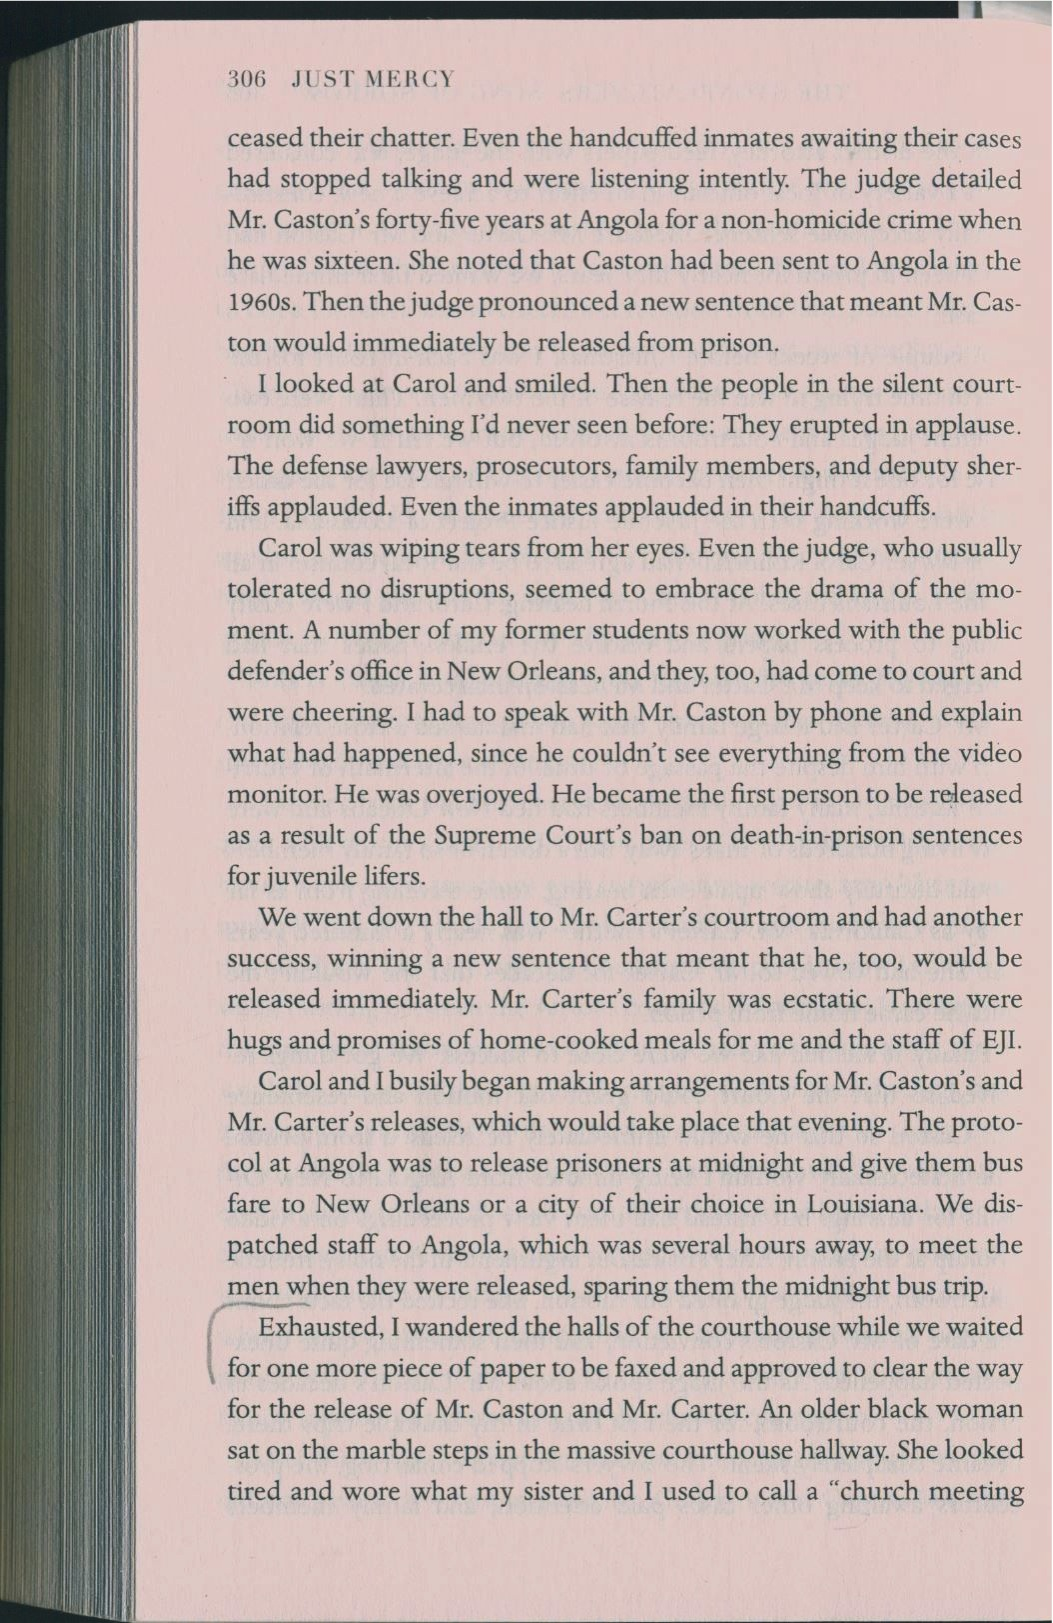 306 JUST MERCY
ceased their chatter. Even the handcuffed inmates awaiting their cases
had stopped talking and were listening intently. The judge detailed
Mr. Caston’s forty-five years at Angola for a non-homicide crime when
he was sixteen. She noted that Caston had been sent to Angola in the
1960s. Then the judge pronounced a new sentence that meant Mr. Cas-
ton would immediately be released from prison.
I looked at Carol and smiled. Then the people in the silent court-
room did something I’d never seen before: They erupted in applause.
The defense lawyers, prosecutors, family members, and deputy sher-
iffs applauded. Even the inmates applauded in their handcuffs.
Carol was wiping tears from her eyes. Even the judge, who usually
tolerated no disruptions, seemed to embrace the drama of the mo-
ment. A number of my former students now worked with the public
defender’s office in New Orleans, and they, too, had come to court and
were cheering. I had to speak with Mr. Caston by phone and explain
what had happened, since he couldn’t see everything from the video
monitor. He was overjoyed. He became the first person to be released
as a result of the Supreme Court’s ban on death-in-prison sentences
for juvenile lifers.
We went down the hall to Mr. Carter’s courtroom and had another
success, winning a new sentence that meant that he, too, would be
released immediately. Mr. Carter’s family was ecstatic. There were
hugs and promises of home-cooked meals for me and the staff of EJI.
Carol and I busily began making arrangements for Mr. Caston’s and
Mr. Carter’s releases, which would take place that evening. The proto-
col at Angola was to release prisoners at midnight and give them bus
fare to New Orleans or a city of their choice in Louisiana. We dis-
patched staff to Angola, which was several hours away, to meet the
men when they were released, sparing them the midnight bus trip.
Exhausted, I wandered the halls of the courthouse while we waited
for one more piece of paper to be faxed and approved to clear the way
for the release of Mr. Caston and Mr. Carter. An older black woman
sat on the marble steps in the massive courthouse hallway. She looked
tired and wore what my sister and I used to call a “church meeting